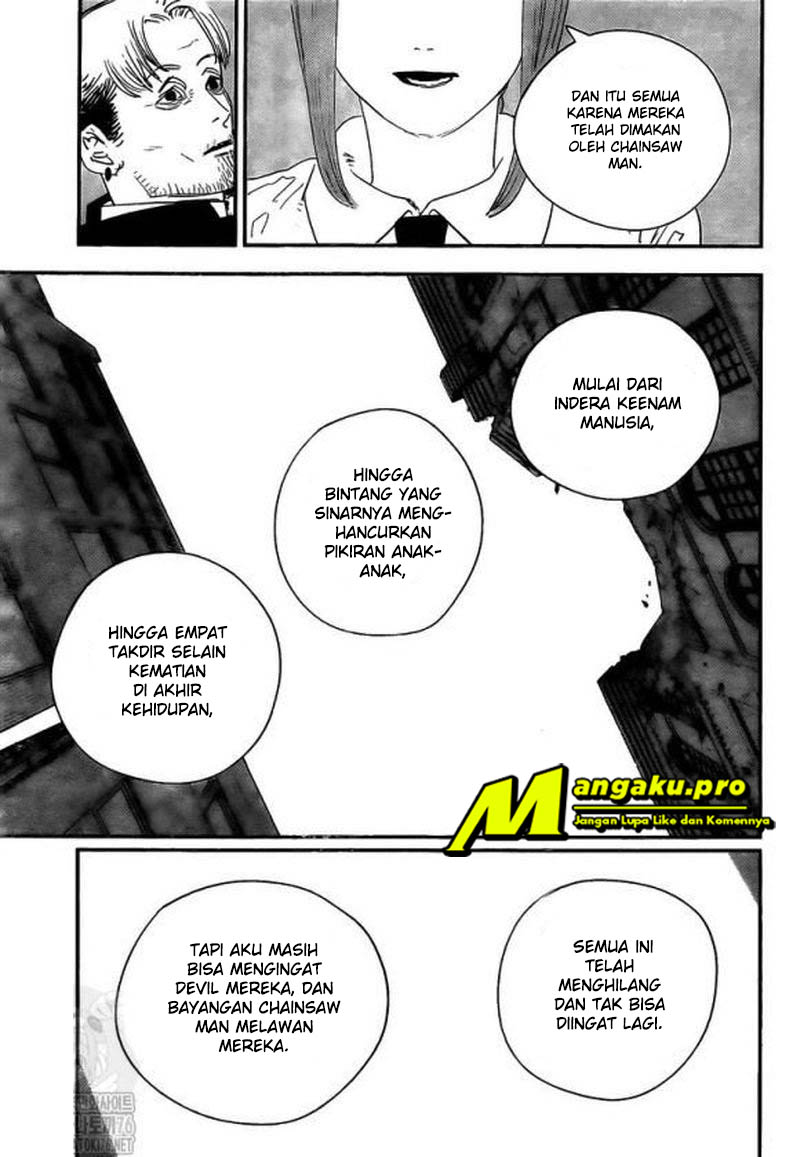 DAN ITU SEMUA
KARENA MEREKA
TELAH DIMAKAN
OLEH CHAINSAW
MAN.
MULAI DARI
INDERA KEENAM
MANUSIA,
HINGGA
BINTANG YANG
SINARNYA MENG-
HANCURKAN
PIKIRAN ANAK-
ANAK,
HINGGA EMPAT
TAKDIR SELAIN
KEMATIAN
DI AKHIR
KEHIDUPAN,
Mangaku.pro
Jangan Lupa Like dan Komennya
SEMUA INI
TELAH
MENGHILANG
DAN TAK BISA
DIINGAT LAGI.
TAPI AKU MASIH
BISA MENGINGAT
DEVIL MEREKA, DAN
BAYANGAN CHAINSAW
MAN MELAWAN
MEREKA.
TOKI76.NET